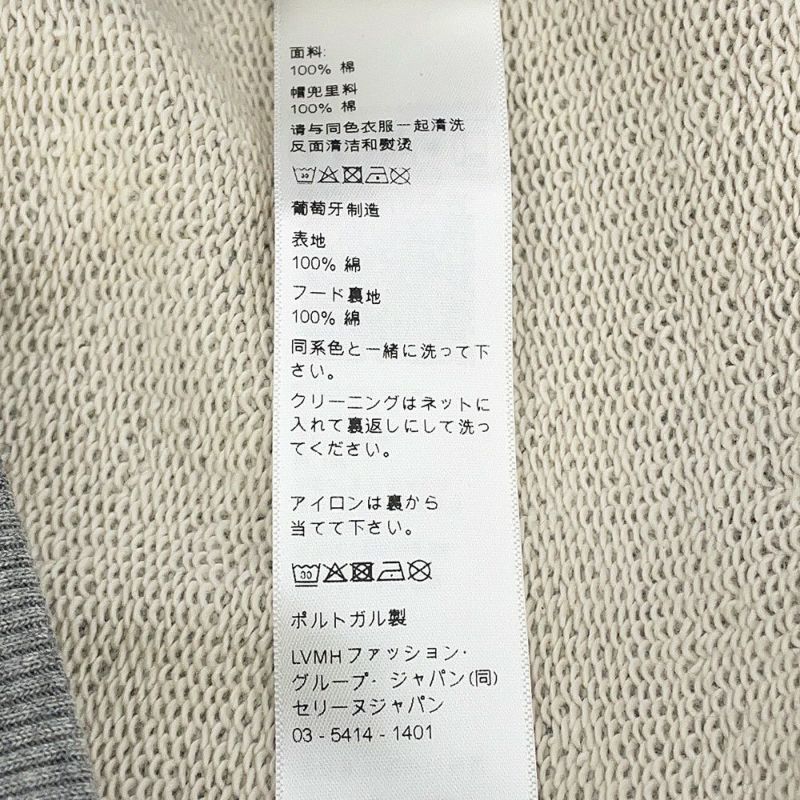 面料:
100% 棉
帽兜里料
100% 棉
请与同色衣服一起清洗
反面清洁和熨烫
30
葡萄牙制造
表地
100% 綿
フード裏地
100% 綿
同系色と一緒に洗って下
さい。
クリーニングはネットに
入れて裏返しにして洗っ
てください。
アイロンは裏から
当てて下さい。
30
ポルトガル製
LVMHファッション·
グループ· ジャパン(同)
セリーヌジャパン
03 - 5414 - 1401